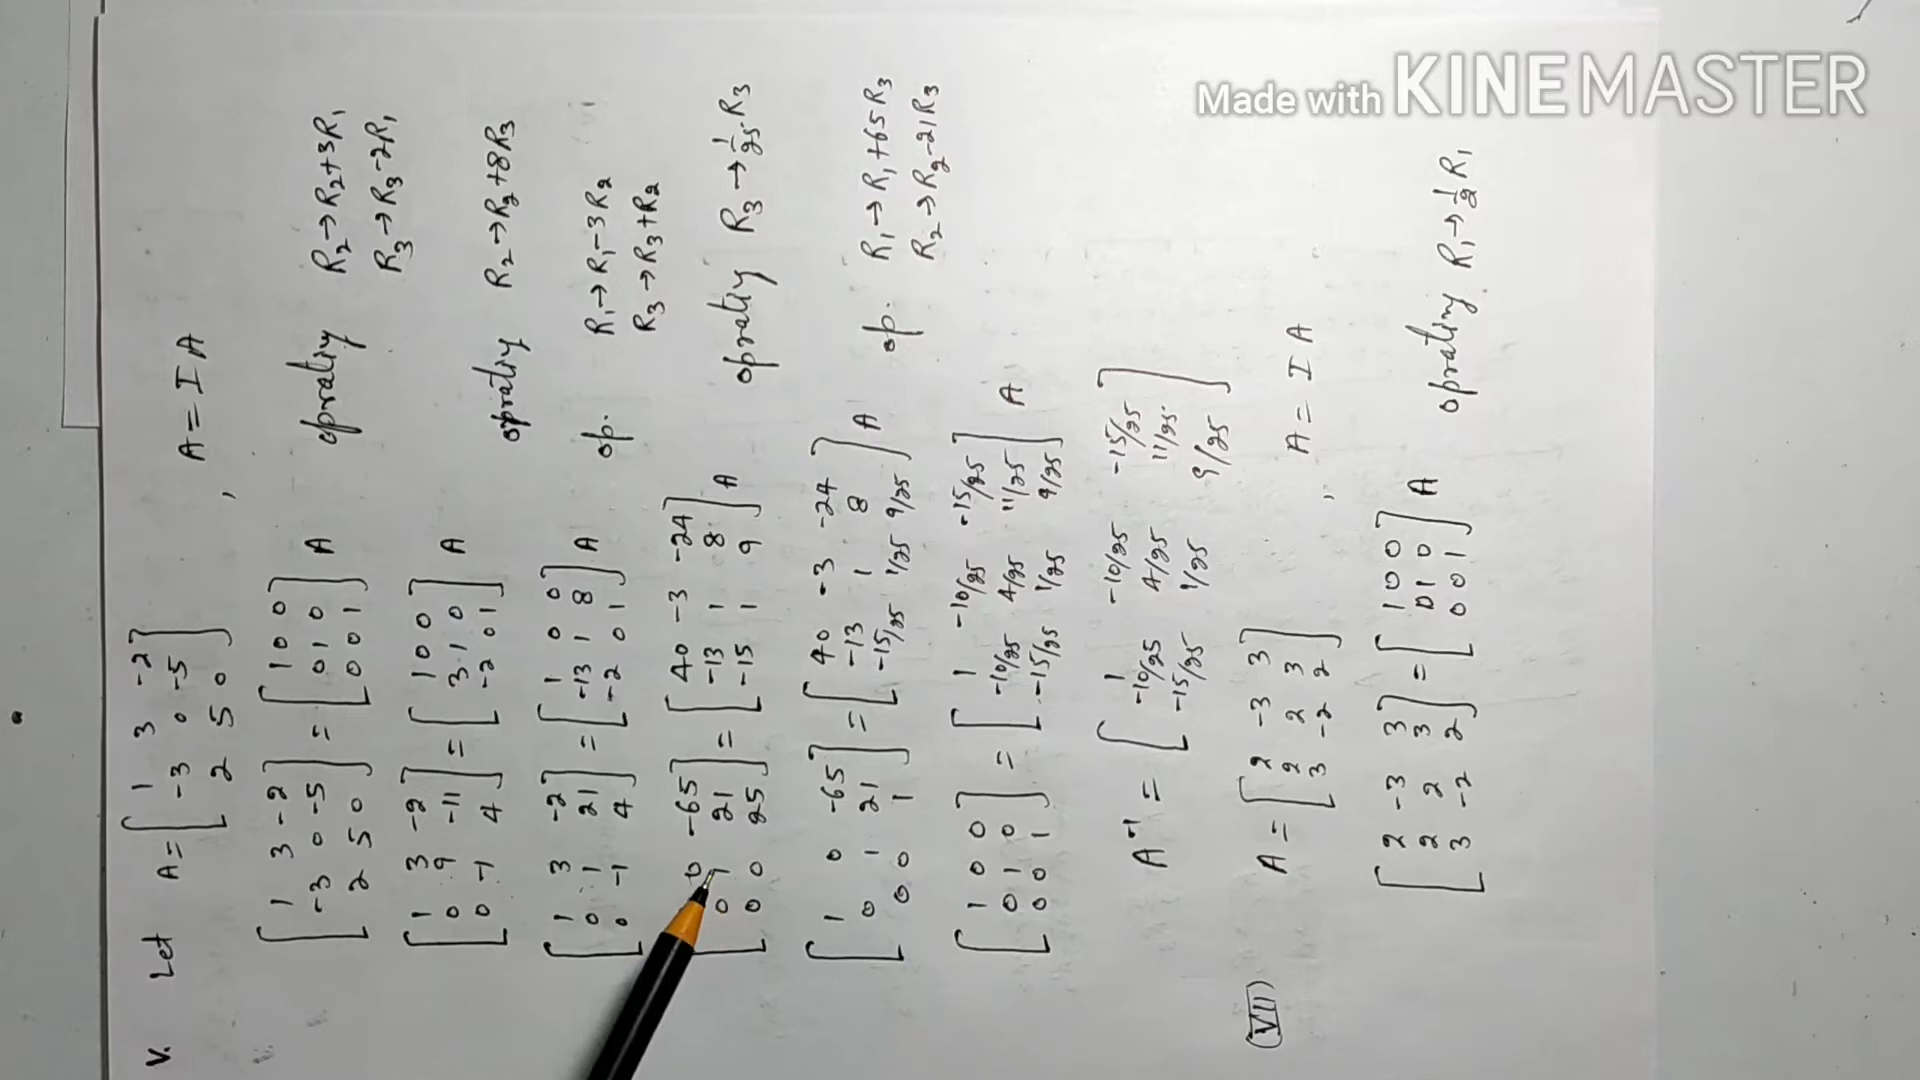 V. Let A = [ 1 3 -2
-3 0 -5
2 5 0 ] , A = I A
[ 1 3 -2
-3 0 -5
2 5 0 ] = [ 1 0 0
0 1 0
0 0 1 ] A opratiy R2→R2+3R1
R3→R3-2R1
[ 1 3 -2
0 9 -11
0 -1 4 ] = [ 1 0 0
3 1 0
-2 0 1 ] A opratiy R2→R2+8R3
[ 1 3 -2
0 1 21
0 -1 4 ] = [ 1 0 0
-13 1 8
-2 0 1 ] A op. R1→R1-3R2
R3→R3+R2
0 -65
0 1 21
0 0 25 ] = [ 40 -3 -24
-13 1 8
-15 1 9 ] A opratiy R3→1/25 R3
[ 1 0 -65
0 1 21
0 0 1 ] = [ 40 -3 -24
-13 1 8
-15/25 1/25 9/25 ] A op. R1→R1+65R3
R2→R2-21R3
[ 1 0 0
0 1 0
0 0 1 ] = [ 1 -10/25 -15/25
-10/25 4/25 11/25
-15/25 1/25 9/25 ] A
A-1 = [ 1 -10/25 -15/25
-10/25 4/25 11/25
-15/25 1/25 9/25 ]
(VII) A = [ 2 -3 3
2 2 3
3 -2 2 ] , A = I A
[ 2 -3 3
2 2 3
3 -2 2 ] = [ 1 0 0
0 1 0
0 0 1 ] A oprating R1→1/2 R1
Made with KINEMASTER